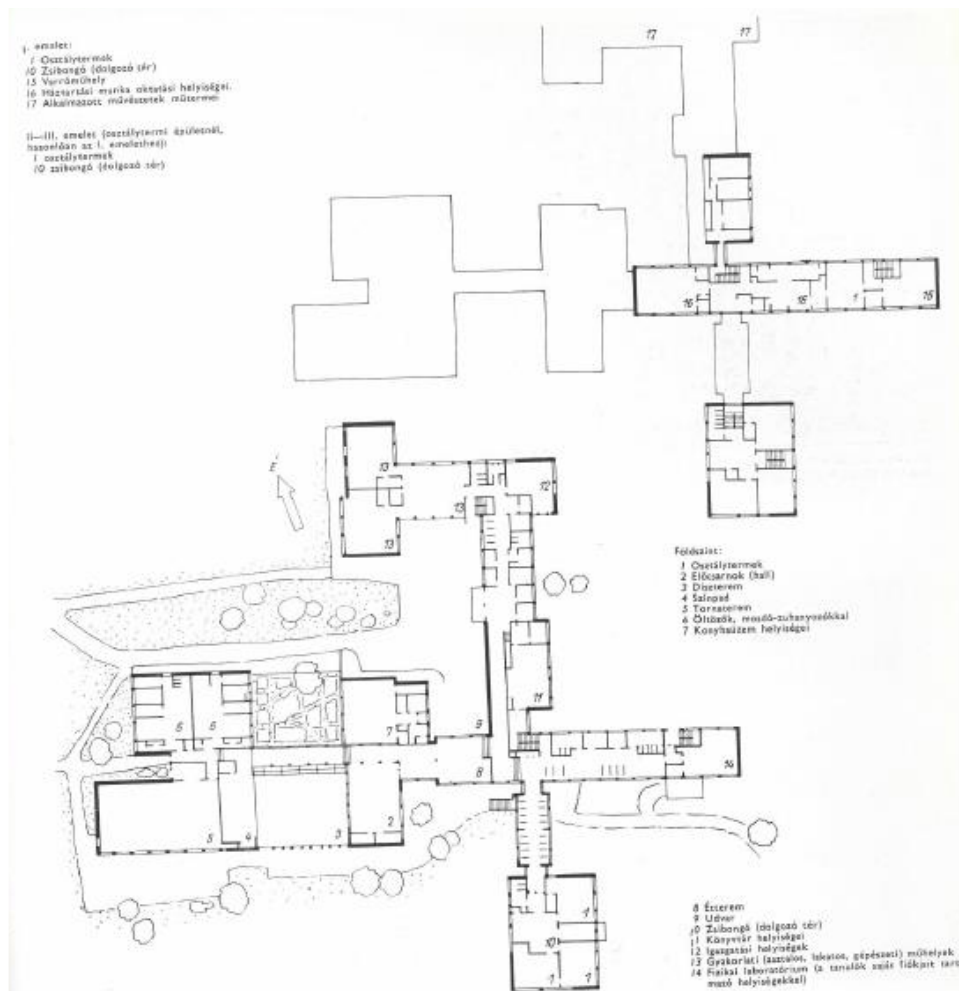 I. emelet:
1 Osztálytermek
10 Zsibongó (dolgozó tér)
15 Varróműhely
16 Háztartási munka oktatási helyiségei.
17 Alkalmazott művészetek műtermei
II—III. emelet (osztálytermi épületnél,
hasonlóan az I. emelethez):
1 osztálytermek
10 zsibongó (dolgozó tér)
17
17
16
16
1
15
É
13
13
13
12
Földszint:
1 Osztálytermek
2 Előcsarnok (hall)
3 Díszterem
4 Színpad
5 Tornaterem
6 Öltözők, mosdó-zuhanyozókkal
7 Konyhaüzem helyiségei
11
6
6
7
9
8
14
5
4
3
2
1
10
1
1
8 Étterem
9 Udvar
10 Zsibongó (dolgozó tér)
11 Könyvtár helyiségei
12 Igazgatási helyiségek
13 Gyakorlati (asztalos, lakatos, gépészeti) műhelyek
14 Fizikai laboratórium (a tanulók saját fiókjait tart
mazó helyiségekkel)